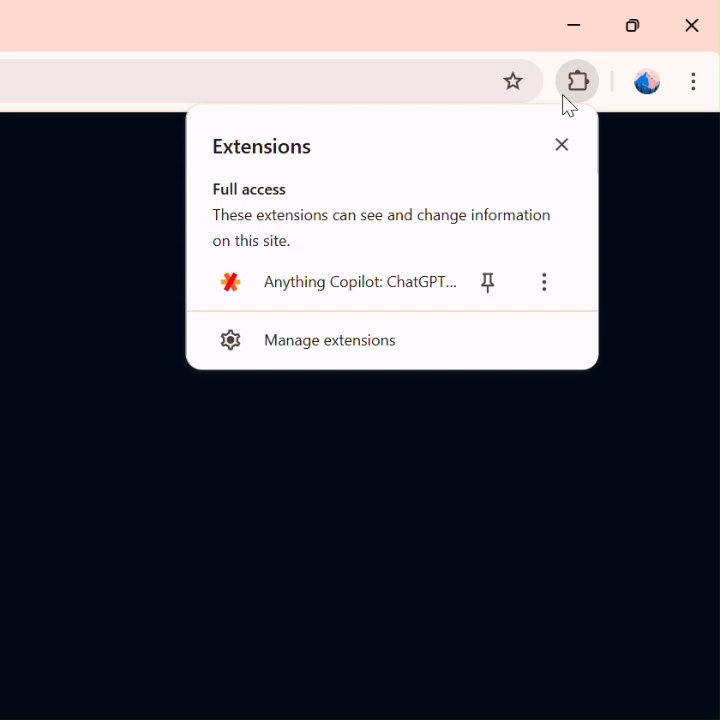 Extensions
Full access
These extensions can see and change information
on this site.
Anything Copilot: ChatGPT...
Manage extensions